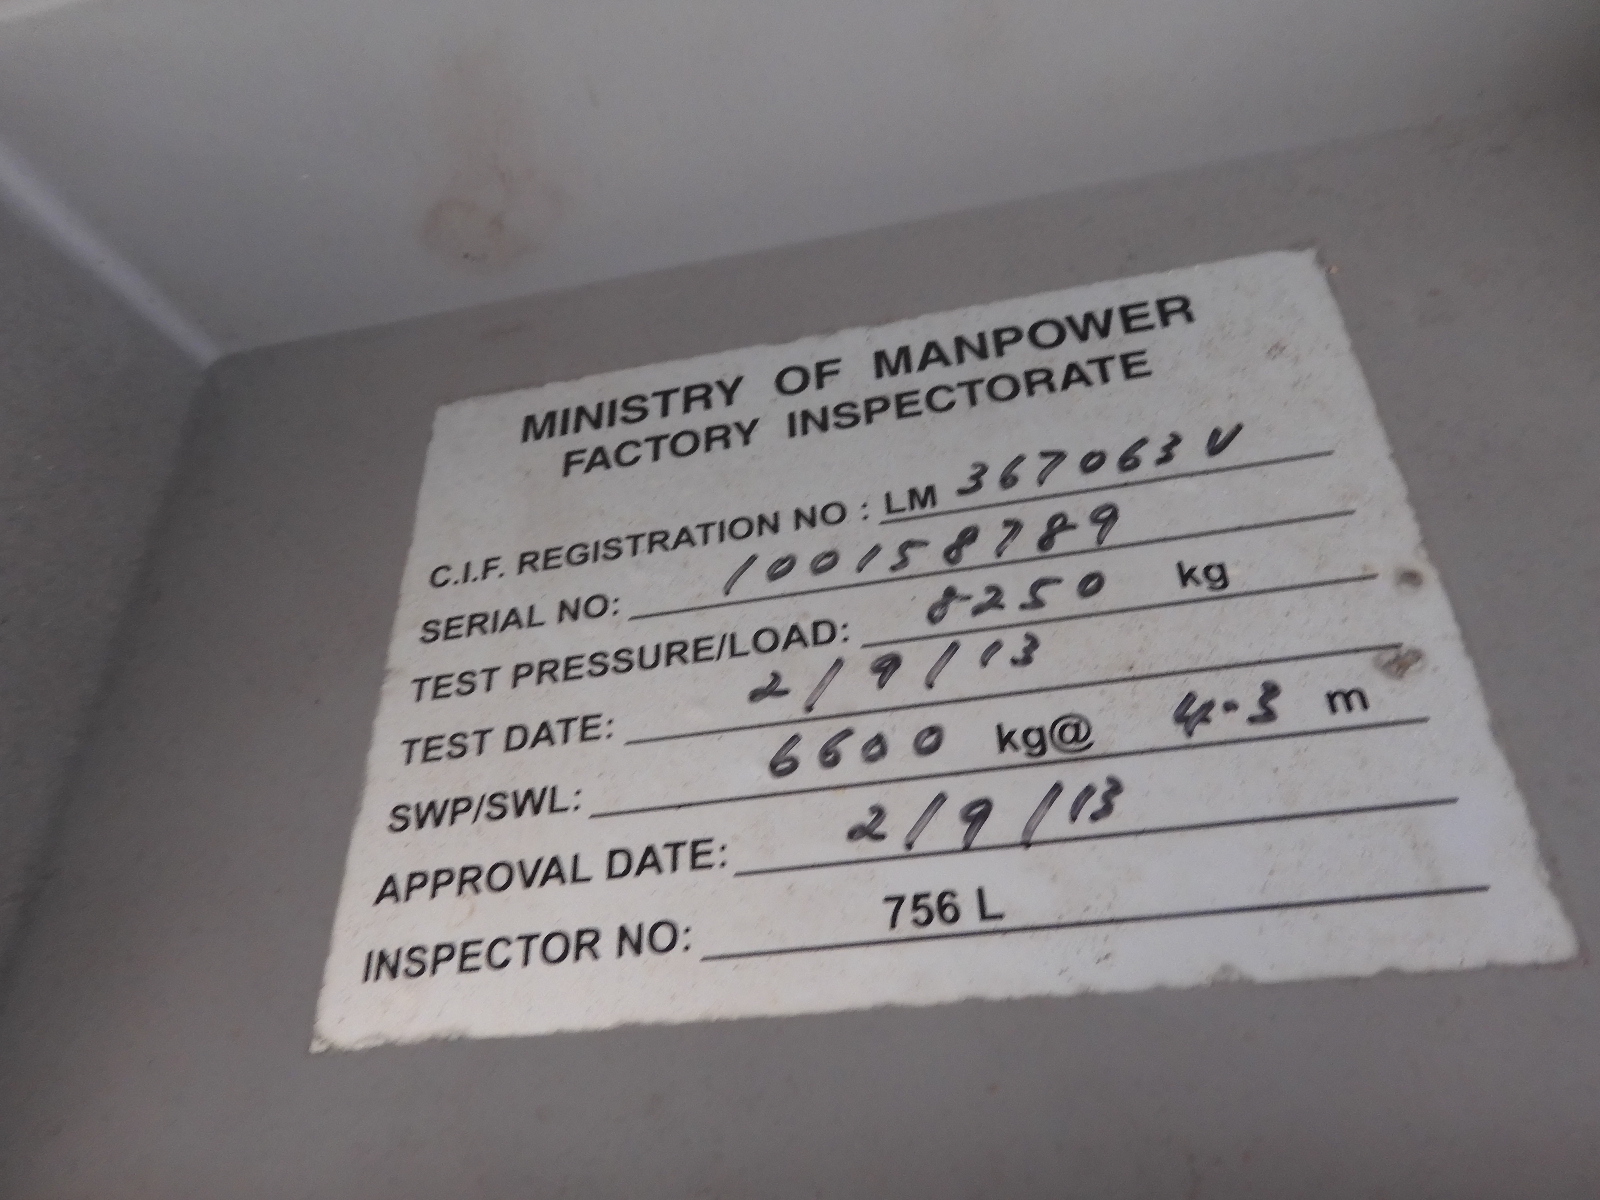 MINISTRY OF MANPOWER
FACTORY INSPECTORATE
C.I.F. REGISTRATION NO : LM 367063V
SERIAL NO: 100158789
TEST PRESSURE/LOAD: 8250 kg
TEST DATE: 2/9/13
SWP/SWL: 6600 kg@ 4.3 m
APPROVAL DATE: 2/9/13
INSPECTOR NO: 756 L